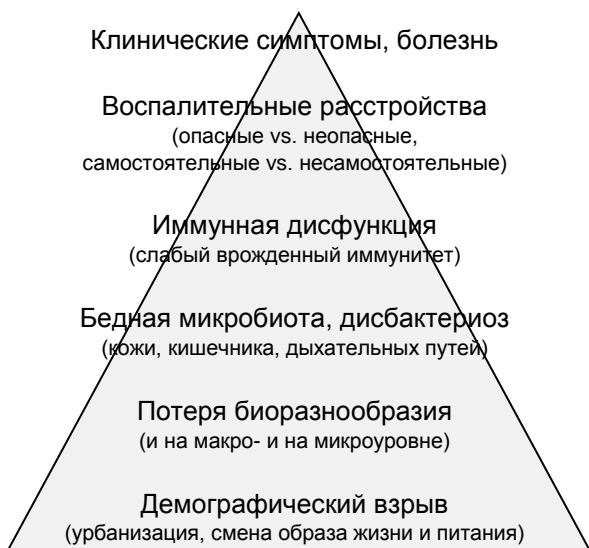 Клинические симптомы, болезнь
Воспалительные расстройства
(опасные vs. неопасные,
самостоятельные vs. несамостоятельные)
Иммунная дисфункция
(слабый врожденный иммунитет)
Бедная микробиота, дисбактериоз
(кожи, кишечника, дыхательных путей)
Потеря биоразнообразия
(и на макро- и на микроуровне)
Демографический взрыв
(урбанизация, смена образа жизни и питания)